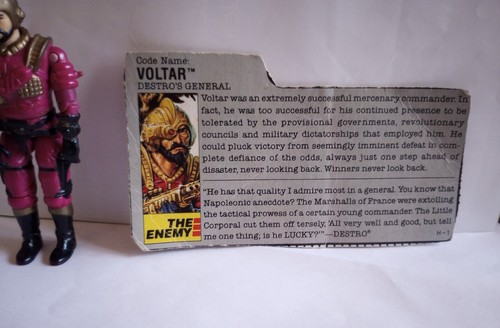 Code Name:
VOLTAR™
DESTRO'S GENERAL
Voltar was an extremely successful mercenary commander. In
fact, he was too successful for his continued presence to be
tolerated by the provisional governments, revolutionary
councils and military dictatorships that employed him. He
could pluck victory from seemingly imminent defeat in com-
plete defiance of the odds, always just one step ahead of
disaster, never looking back. Winners never look back.
"He has that quality I admire most in a general. You know that
Napoleonic anecdote? The Marshalls of France were extolling
the tactical prowess of a certain young commander. The Little
Corporal cut them off tersely, 'All very well and good, but tell
me one thing; is he LUCKY?'"—DESTRO®
THE
ENEMY